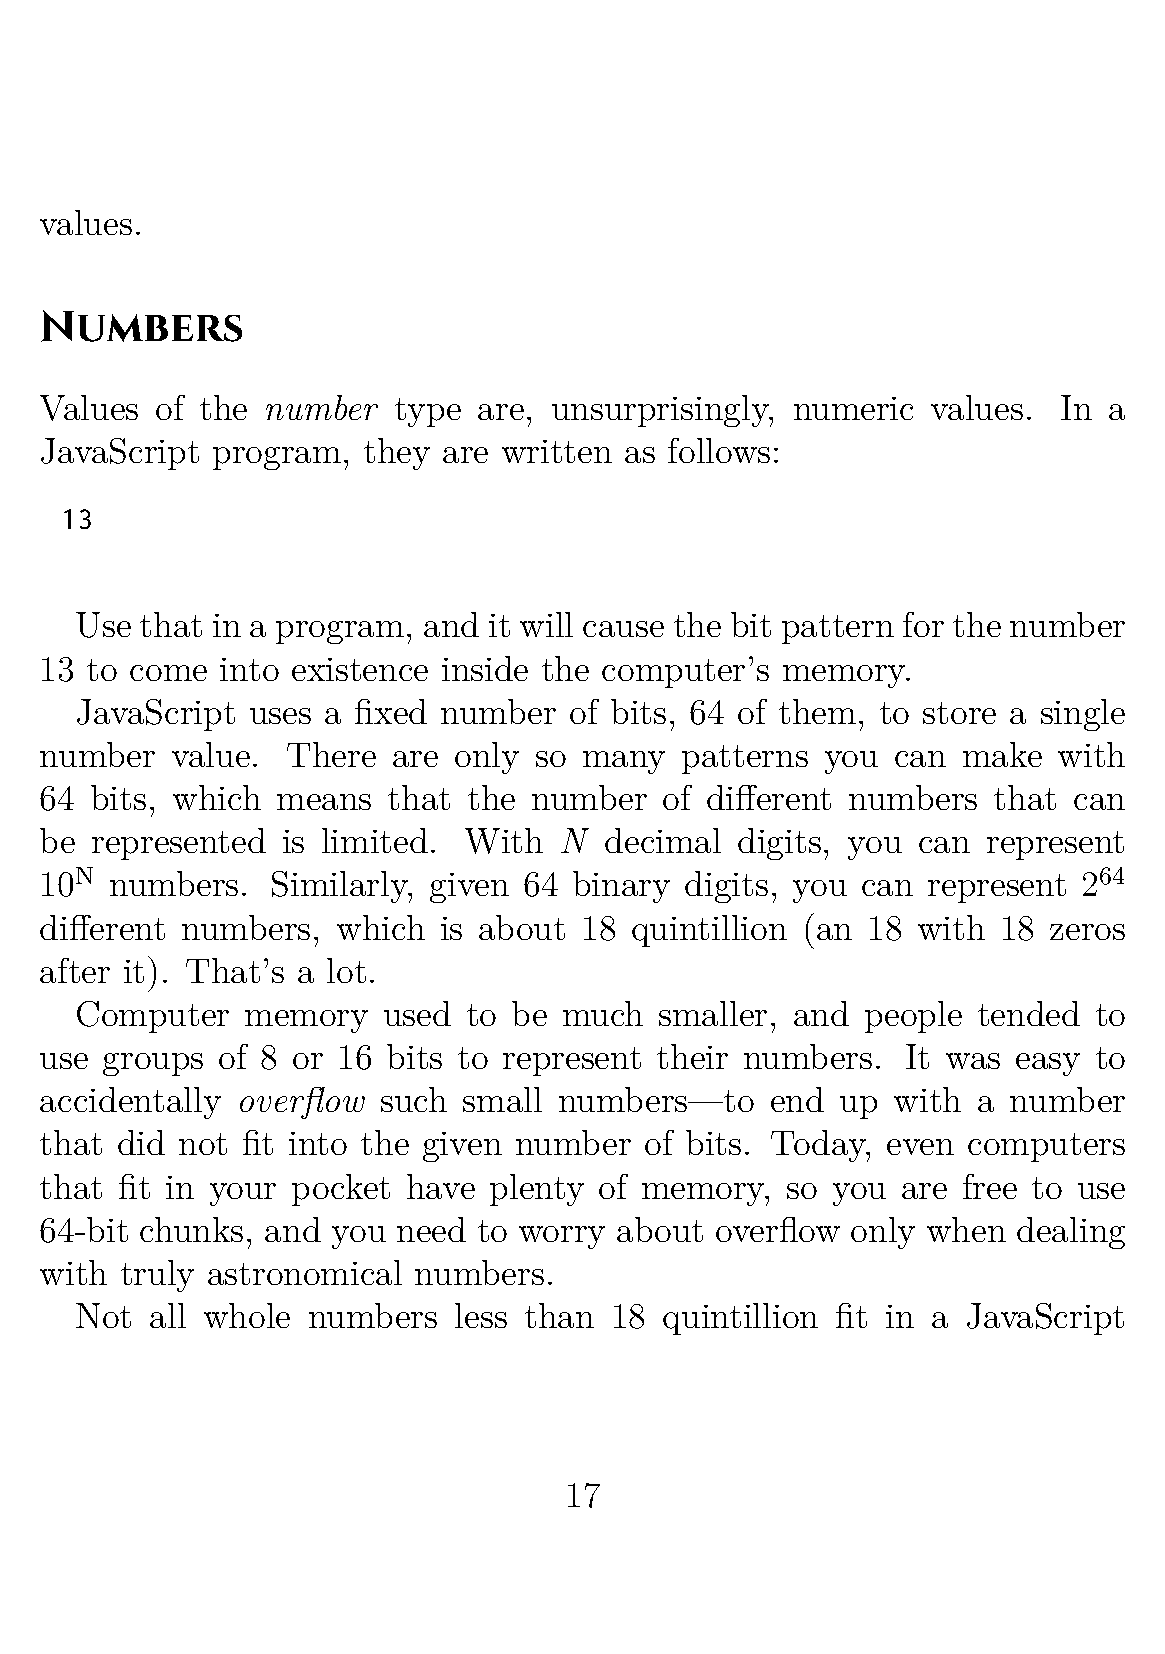 values.
Numbers
Values of the number type are, unsurprisingly, numeric values. In a
JavaScript program, they are written as follows:
13
Use that in a program, and it will cause the bit pattern for the number
13 to come into existence inside the computer's memory.
JavaScript uses a fixed number of bits, 64 of them, to store a single
number value. There are only so many patterns you can make with
64 bits, which means that the number of different numbers that can
be represented is limited. With N decimal digits, you can represent
10^N numbers. Similarly, given 64 binary digits, you can represent 2^64
different numbers, which is about 18 quintillion (an 18 with 18 zeros
after it). That's a lot.
Computer memory used to be much smaller, and people tended to
use groups of 8 or 16 bits to represent their numbers. It was easy to
accidentally overflow such small numbers—to end up with a number
that did not fit into the given number of bits. Today, even computers
that fit in your pocket have plenty of memory, so you are free to use
64-bit chunks, and you need to worry about overflow only when dealing
with truly astronomical numbers.
Not all whole numbers less than 18 quintillion fit in a JavaScript
17